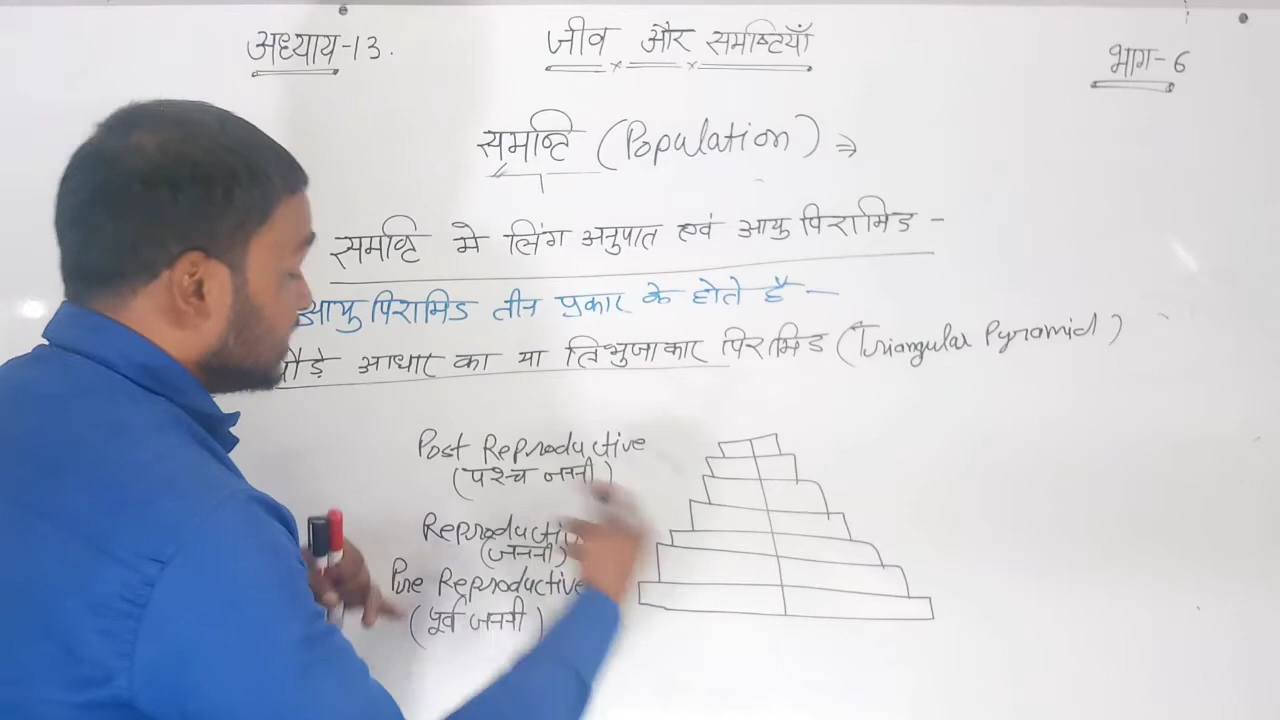 अध्याय-13.
जीव और समष्टियाँ
भाग-6
समष्टि (Population) ⇒
समष्टि मे लिंग अनुपात एवं आयु पिरामिड -
आयु पिरामिड तीन प्रकार के होते है -
आधार का या त्रिभुजाकार पिरामिड (Triangular Pyramid)
Post Reproductive
(पश्च जननी)
(जननी)
Pre Reproductive
(पूर्व जननी)